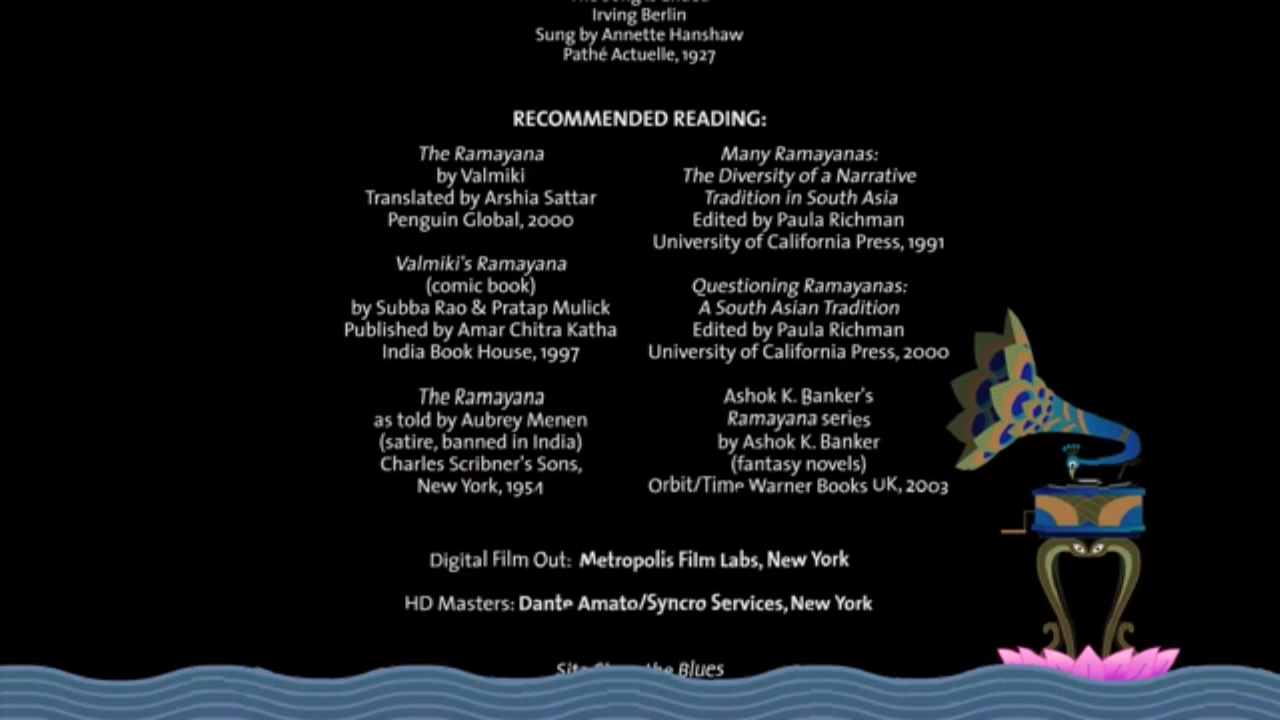 Irving Berlin
Sung by Annette Hanshaw
Pathé Actuelle, 1927
RECOMMENDED READING:
The Ramayana
by Valmiki
Translated by Arshia Sattar
Penguin Global, 2000
Valmiki's Ramayana
(comic book)
by Subba Rao & Pratap Mulick
Published by Amar Chitra Katha
India Book House, 1997
The Ramayana
as told by Aubrey Menen
(satire, banned in India)
Charles Scribner's Sons,
New York, 1954
Many Ramayanas:
The Diversity of a Narrative
Tradition in South Asia
Edited by Paula Richman
University of California Press, 1991
Questioning Ramayanas:
A South Asian Tradition
Edited by Paula Richman
University of California Press, 2000
Ashok K. Banker's
Ramayana series
by Ashok K. Banker
(fantasy novels)
Orbit/Time Warner Books UK, 2003
Digital Film Out: Metropolis Film Labs, New York
HD Masters: Dante Amato/Syncro Services, New York
the Blues